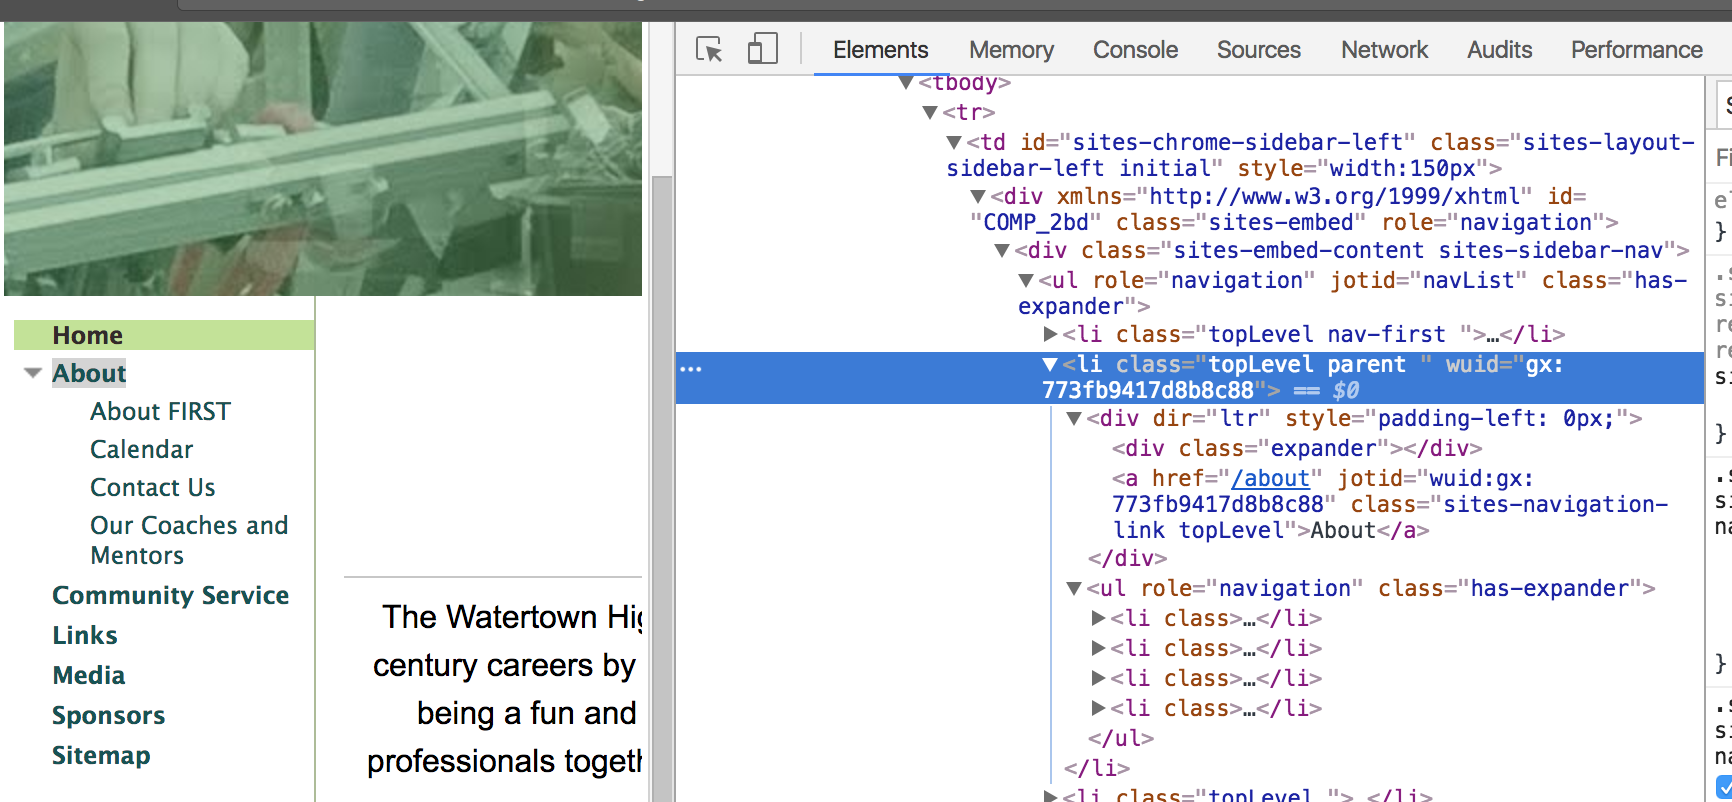 Home
About
About FIRST
Calendar
Contact Us
Our Coaches and
Mentors
Community Service
Links
Media
Sponsors
Sitemap
The Watertown Hig
century careers by
being a fun and
professionals togeth
Elements Memory Console Sources Network Audits Performance
<tbody>
<tr>
<td id="sites-chrome-sidebar-left" class="sites-layout-
sidebar-left initial" style="width:150px">
<div xmlns="http://www.w3.org/1999/xhtml" id=
"COMP_2bd" class="sites-embed" role="navigation">
<div class="sites-embed-content sites-sidebar-nav">
<ul role="navigation" jotid="navList" class="has-
expander">
<li class="topLevel nav-first ">…</li>
… <li class="topLevel parent " wuid="gx:
773fb9417d8b8c88"> == $0
<div dir="ltr" style="padding-left: 0px;">
<div class="expander"></div>
<a href="/about" jotid="wuid:gx:
773fb9417d8b8c88" class="sites-navigation-
link topLevel">About</a>
</div>
<ul role="navigation" class="has-expander">
<li class>…</li>
<li class>…</li>
<li class>…</li>
<li class>…</li>
</ul>
</li>
<li class="topLevel "> </li>
Fi
el
}
.s
si
re
re
si
}
.s
si
na
}
.s
si
na